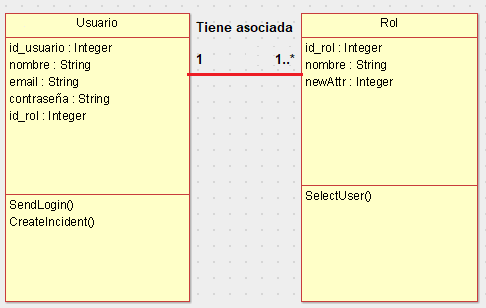 Usuario
id_usuario : Integer
nombre : String
email : String
contraseña : String
id_rol : Integer
SendLogin()
CreateIncident()
Tiene asociada
1 1..*
Rol
id_rol : Integer
nombre : String
newAttr : Integer
SelectUser()